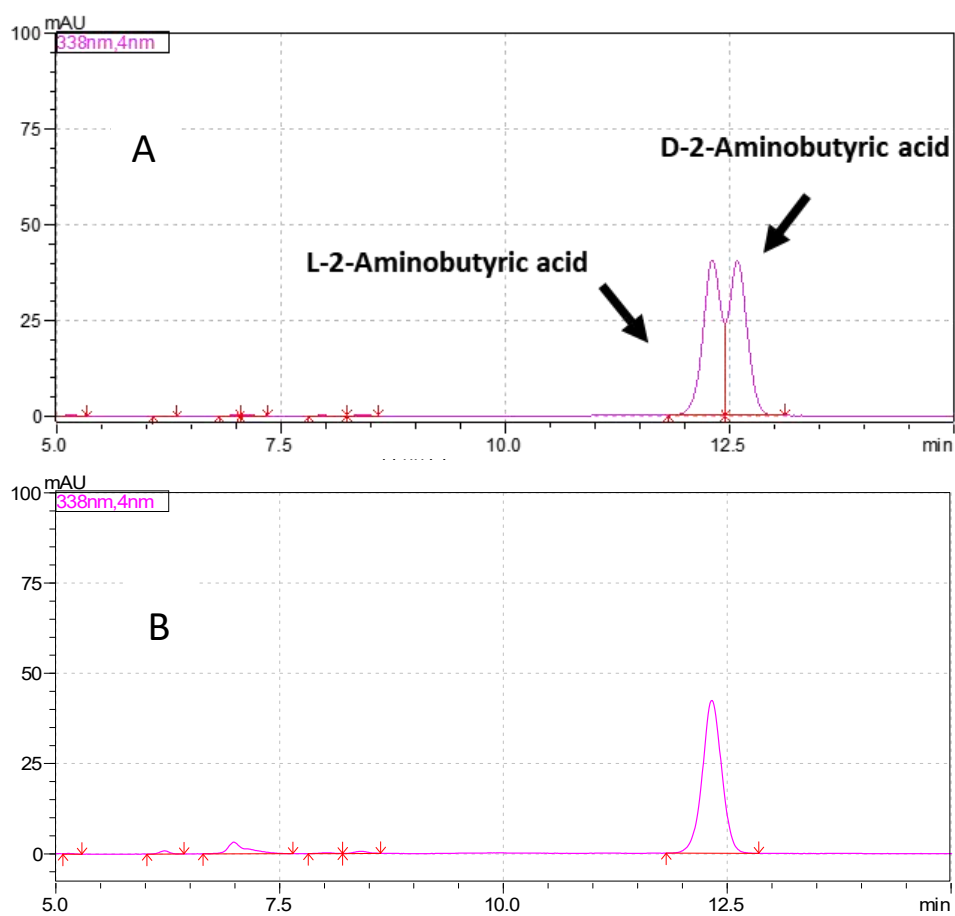 mAU
100
338nm,4nm
A
D-2-Aminobutyric acid
75
50
L-2-Aminobutyric acid
25
0
5.0 7.5 10.0 12.5 min
mAU
100
338nm,4nm
75
B
50
25
0
5.0 7.5 10.0 12.5 min